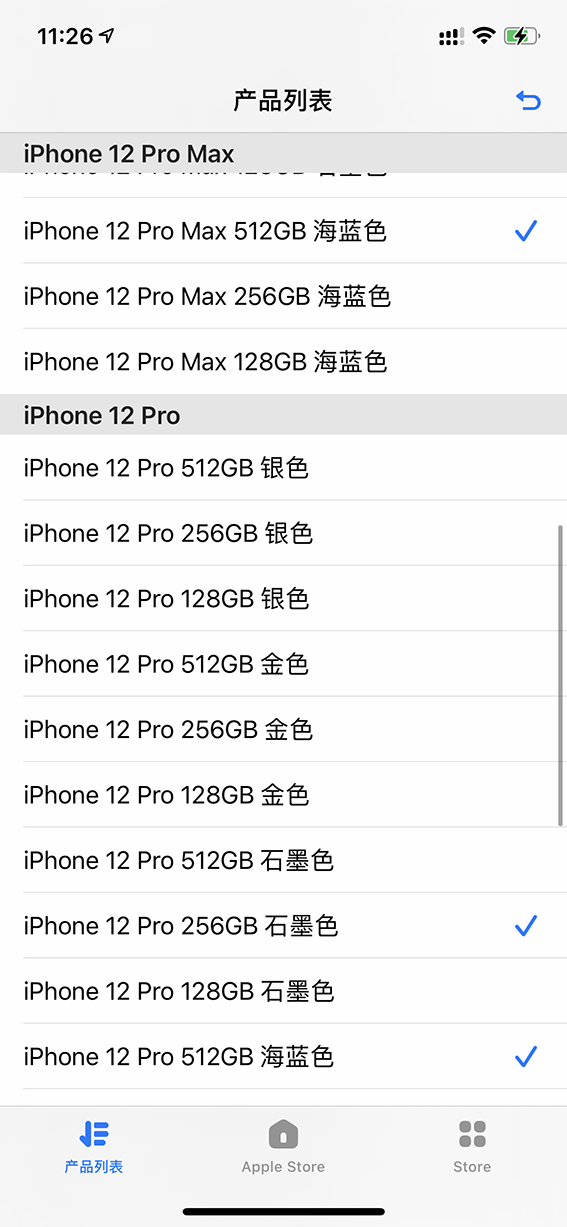 11:26
产品列表
iPhone 12 Pro Max
iPhone 12 Pro Max 512GB 海蓝色
iPhone 12 Pro Max 256GB 海蓝色
iPhone 12 Pro Max 128GB 海蓝色
iPhone 12 Pro
iPhone 12 Pro 512GB 银色
iPhone 12 Pro 256GB 银色
iPhone 12 Pro 128GB 银色
iPhone 12 Pro 512GB 金色
iPhone 12 Pro 256GB 金色
iPhone 12 Pro 128GB 金色
iPhone 12 Pro 512GB 石墨色
iPhone 12 Pro 256GB 石墨色
iPhone 12 Pro 128GB 石墨色
iPhone 12 Pro 512GB 海蓝色
产品列表
Apple Store
Store